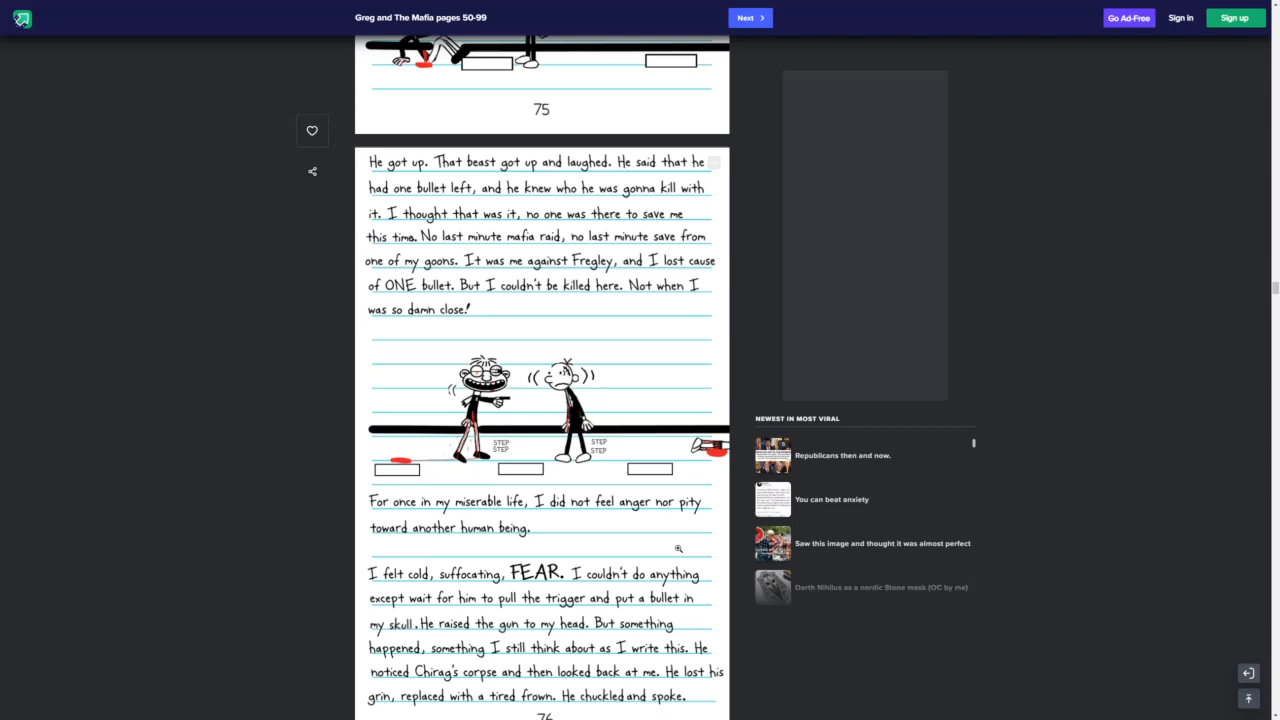 Greg and The Mafia pages 50-99
Next
Go Ad-Free
Sign in
Sign up
75
He got up. That beast got up and laughed. He said that he
had one bullet left, and he knew who he was gonna kill with
it. I thought that was it, no one was there to save me
this time. No last minute mafia raid, no last minute save from
one of my goons. It was me against Fregley, and I lost cause
of ONE bullet. But I couldn't be killed here. Not when I
was so damn close!
STEP
STEP
STEP
STEP
For once in my miserable life, I did not feel anger nor pity
toward another human being.
I felt cold, suffocating, FEAR. I couldn't do anything
except wait for him to pull the trigger and put a bullet in
my skull. He raised the gun to my head. But something
happened, something I still think about as I write this. He
noticed Chirag's corpse and then looked back at me. He lost his
grin, replaced with a tired frown. He chuckled and spoke.
76
NEWEST IN MOST VIRAL
Republicans then and now.
You can beat anxiety
Saw this image and thought it was almost perfect
Darth Nihilus as a nordic Stone mask (OC by me)